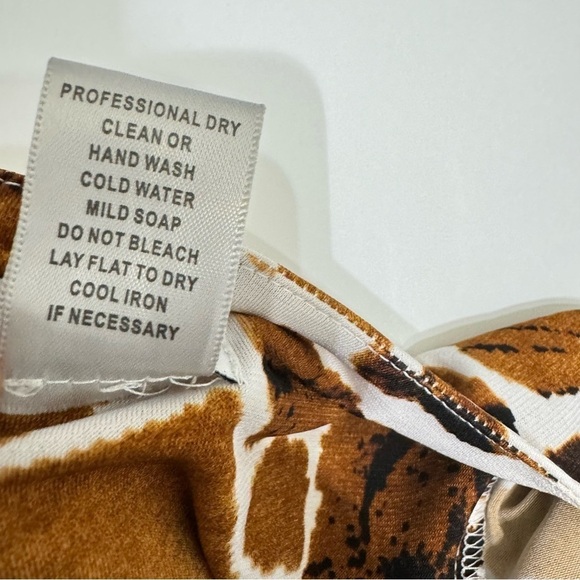 PROFESSIONAL DRY
CLEAN OR
HAND WASH
COLD WATER
MILD SOAP
DO NOT BLEACH
LAY FLAT TO DRY
COOL IRON
IF NECESSARY